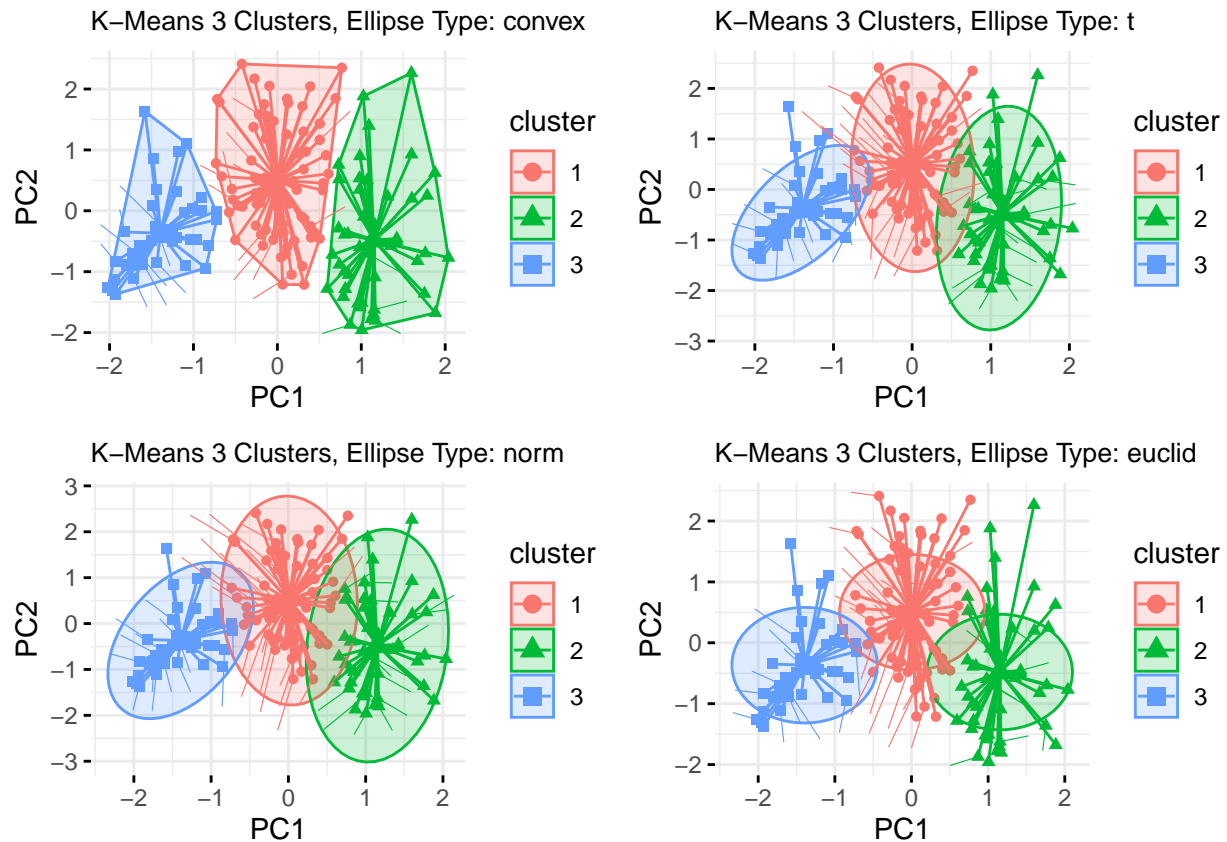 K−Means 3 Clusters, Ellipse Type: convex
2
1
0
−1
−2
PC2
−2 −1 0 1 2
PC1
cluster
1
2
3
K−Means 3 Clusters, Ellipse Type: t
2
1
0
−1
−2
−3
PC2
−2 −1 0 1 2
PC1
cluster
1
2
3
K−Means 3 Clusters, Ellipse Type: norm
3
2
1
0
−1
−2
−3
PC2
−2 −1 0 1 2
PC1
cluster
1
2
3
K−Means 3 Clusters, Ellipse Type: euclid
2
1
0
−1
−2
PC2
−2 −1 0 1 2
PC1
cluster
1
2
3